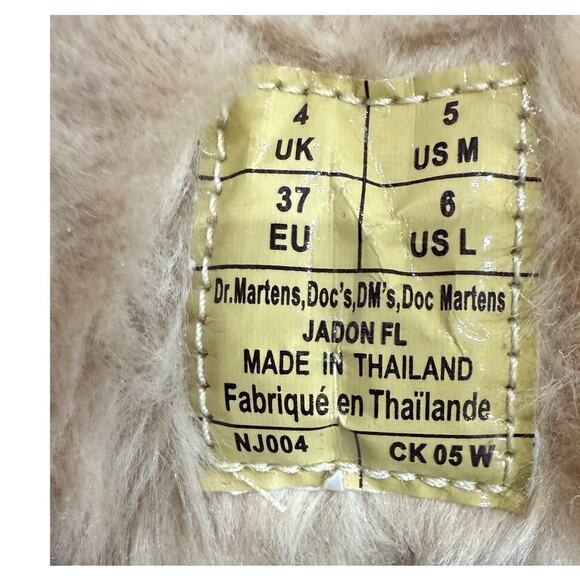 4 UK
5 US M
37 EU
6 US L
Dr.Martens,Doc's,DM's,Doc Martens
JADON FL
MADE IN THAILAND
Fabriqué en Thaïlande
NJ004 CK 05 W